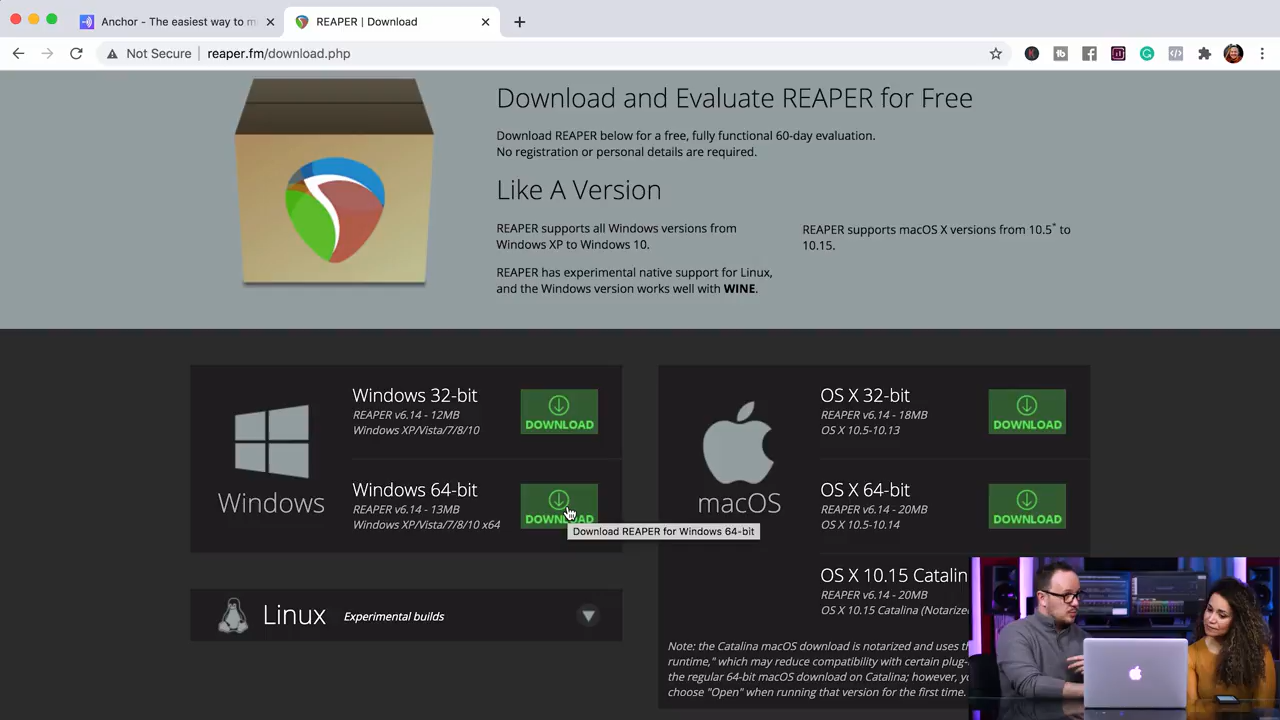 Anchor - The easiest way to m
REAPER | Download
Not Secure
reaper.fm/download.php
Download and Evaluate REAPER for Free
Download REAPER below for a free, fully functional 60-day evaluation.
No registration or personal details are required.
Like A Version
REAPER supports all Windows versions from
Windows XP to Windows 10.
REAPER has experimental native support for Linux,
and the Windows version works well with WINE.
REAPER supports macOS X versions from 10.5* to
10.15.
Windows
Windows 32-bit
REAPER v6.14 - 12MB
Windows XP/Vista/7/8/10
DOWNLOAD
Windows 64-bit
REAPER v6.14 - 13MB
Windows XP/Vista/7/8/10 x64
DOWNLOAD
Download REAPER for Windows 64-bit
Linux Experimental builds
macOS
OS X 32-bit
REAPER v6.14 - 18MB
OS X 10.5-10.13
DOWNLOAD
OS X 64-bit
REAPER v6.14 - 20MB
OS X 10.5-10.14
DOWNLOAD
OS X 10.15 Catalin
REAPER v6.14 - 20MB
OS X 10.15 Catalina (Notarize
Note: the Catalina macOS download is notarized and uses th
runtime," which may reduce compatibility with certain plug-
the regular 64-bit macOS download on Catalina; however, yo
choose "Open" when running that version for the first time.